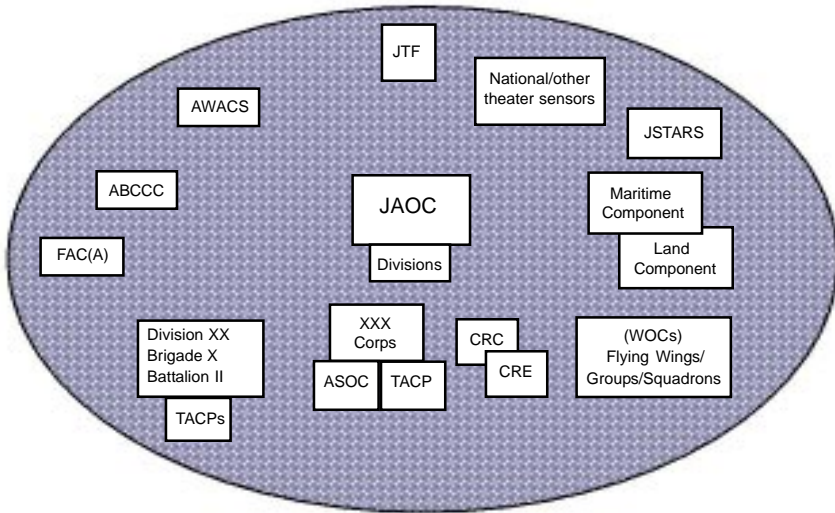 JTF
National/other
theater sensors
AWACS
JSTARS
ABCCC
JAOC
Maritime
Component
FAC(A)
Divisions
Land
Component
Division XX
Brigade X
Battalion II
TACPs
XXX
Corps
ASOC
TACP
CRC
CRE
(WOCs)
Flying Wings/
Groups/Squadrons